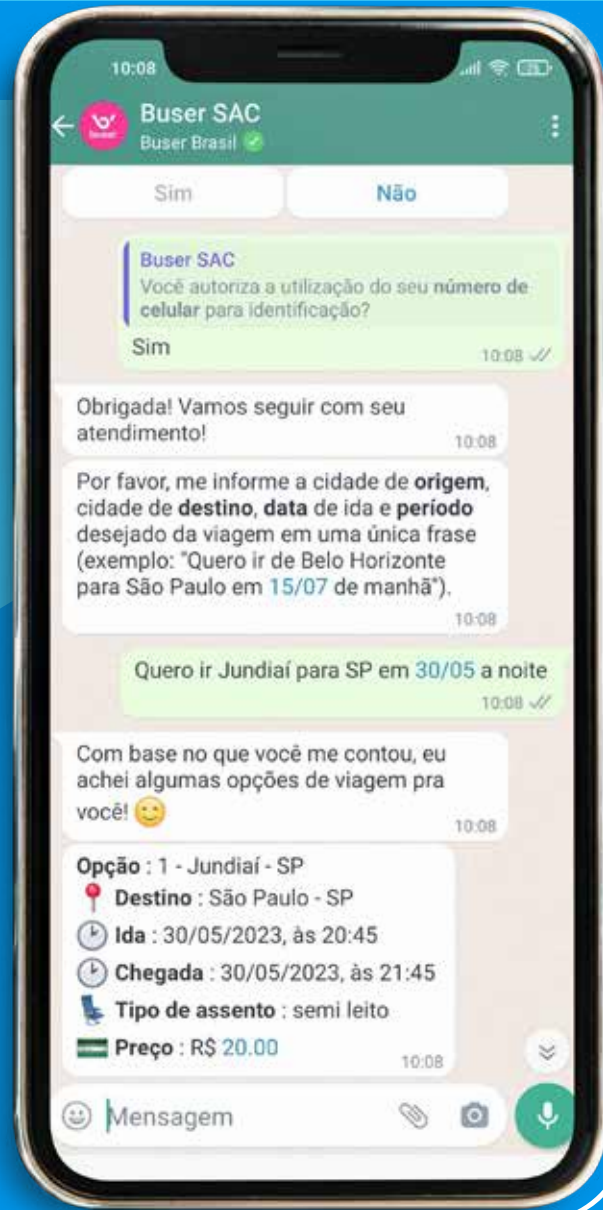 10:08
Buser SAC
Buser Brasil
Sim Não
Buser SAC
Você autoriza a utilização do seu número de
celular para identificação?
Sim
10:08
Obrigada! Vamos seguir com seu
atendimento!
10:08
Por favor, me informe a cidade de origem,
cidade de destino, data de ida e período
desejado da viagem em uma única frase
(exemplo: "Quero ir de Belo Horizonte
para São Paulo em 15/07 de manhã").
10:08
Quero ir Jundiaí para SP em 30/05 a noite
10:08
Com base no que você me contou, eu
achei algumas opções de viagem pra
você!
10:08
Opção : 1 - Jundiaí - SP
Destino : São Paulo - SP
Ida : 30/05/2023, às 20:45
Chegada : 30/05/2023, às 21:45
Tipo de assento : semi leito
Preço : R$ 20.00
10:08
Mensagem